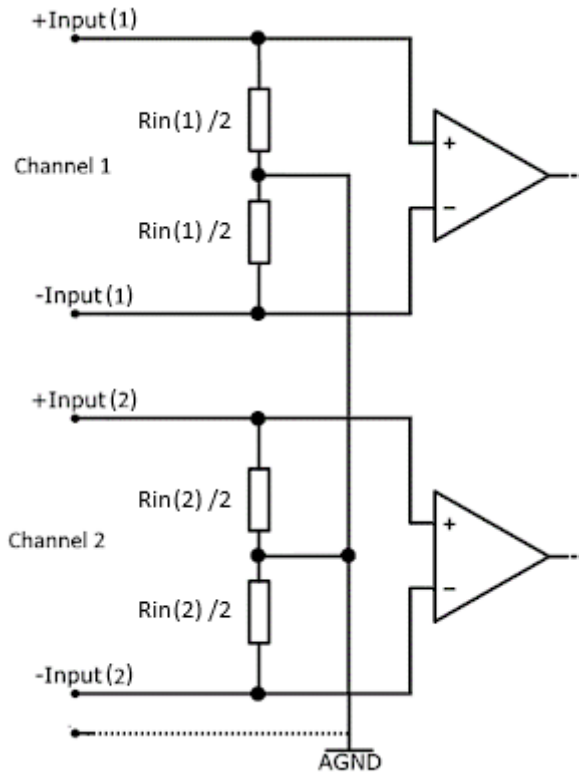 +Input(1)
Rin(1)/2
Channel 1
Rin(1)/2
-Input(1)
+Input(2)
Rin(2)/2
Channel 2
Rin(2)/2
-Input(2)
AGND
+
−
+
−